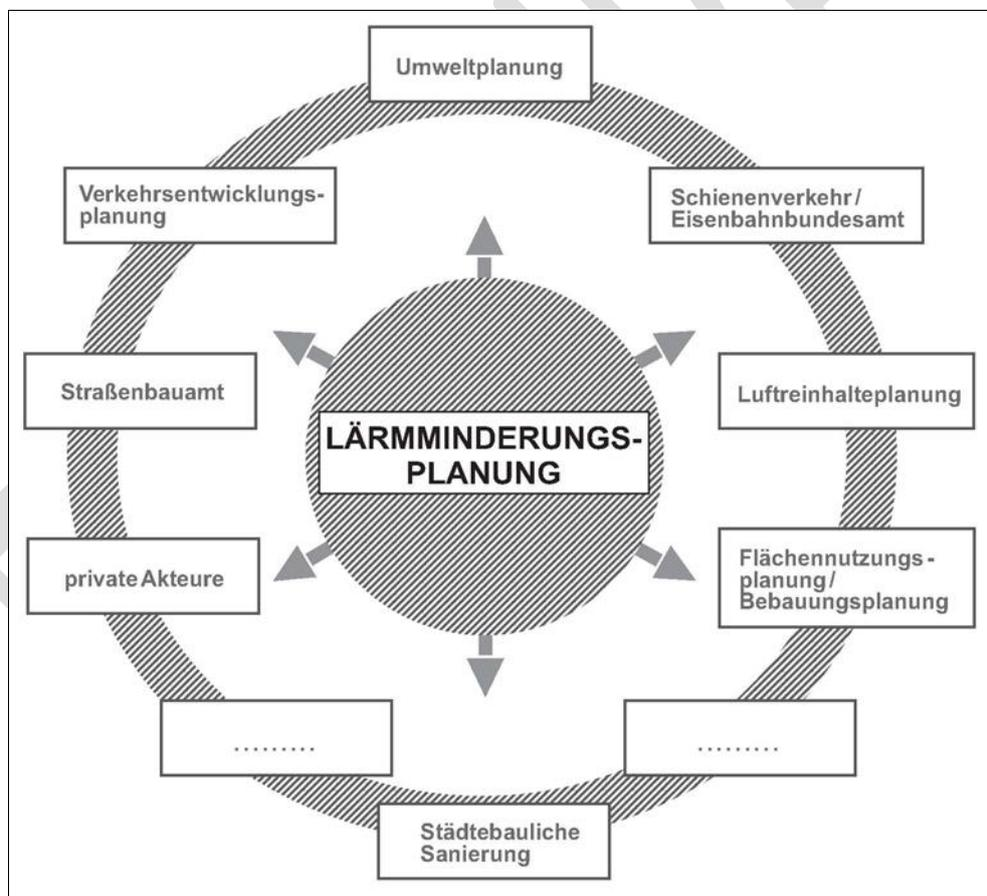 Umweltplanung
Verkehrsentwicklungs-
planung
Schienenverkehr/
Eisenbahnbundesamt
Straßenbauamt
Luftreinhalteplanung
LÄRMMINDERUNGS-
PLANUNG
private Akteure
Flächennutzungs-
planung/
Bebauungsplanung
.........
.........
Städtebauliche
Sanierung